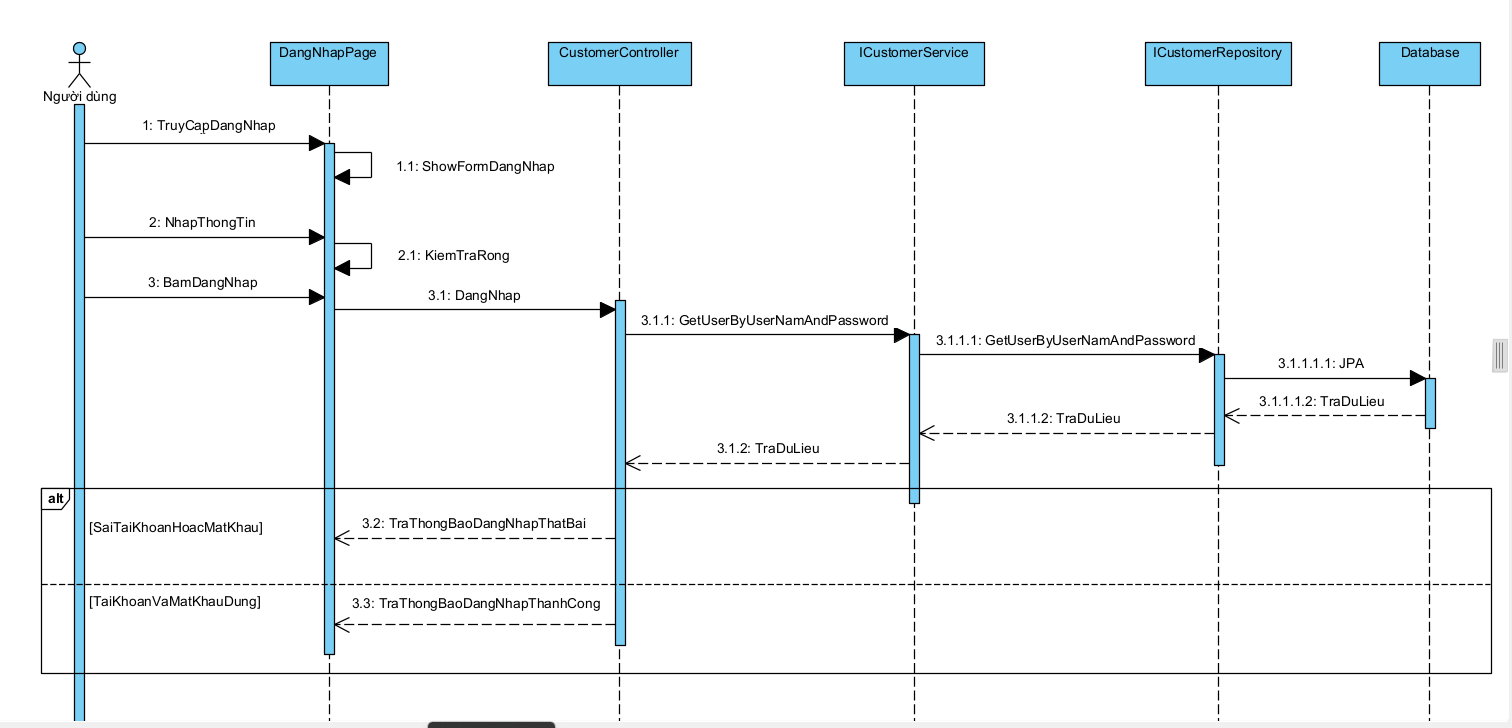 DangNhapPage
CustomerController
ICustomerService
ICustomerRepository
Database
Người dùng
1: TruyCapDangNhap
1.1: ShowFormDangNhap
2: NhapThongTin
2.1: KiemTraRong
3: BamDangNhap
3.1: DangNhap
3.1.1: GetUserByUserNamAndPassword
3.1.1.1: GetUserByUserNamAndPassword
3.1.1.1.1: JPA
3.1.1.1.2: TraDuLieu
3.1.1.2: TraDuLieu
3.1.2: TraDuLieu
alt
[SaiTaiKhoanHoacMatKhau]
3.2: TraThongBaoDangNhapThatBai
[TaiKhoanVaMatKhauDung]
3.3: TraThongBaoDangNhapThanhCong